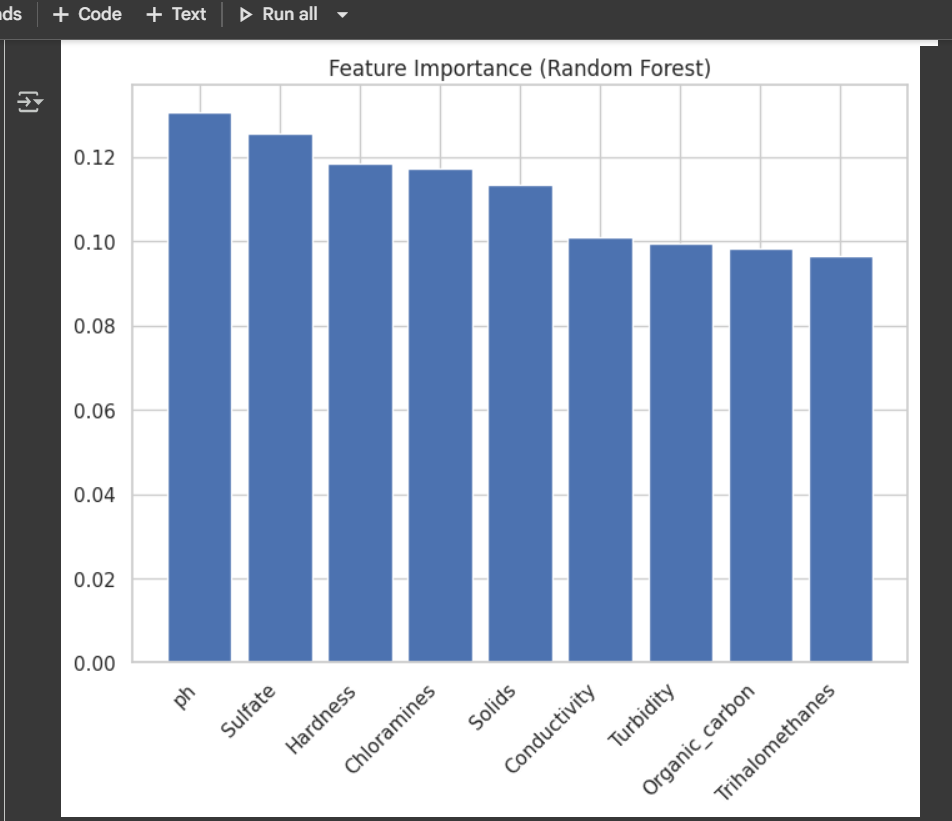 ds + Code + Text Run all
Feature Importance (Random Forest)
0.12
0.10
0.08
0.06
0.04
0.02
0.00
ph
Sulfate
Hardness
Chloramines
Solids
Conductivity
Turbidity
Organic_carbon
Trihalomethanes